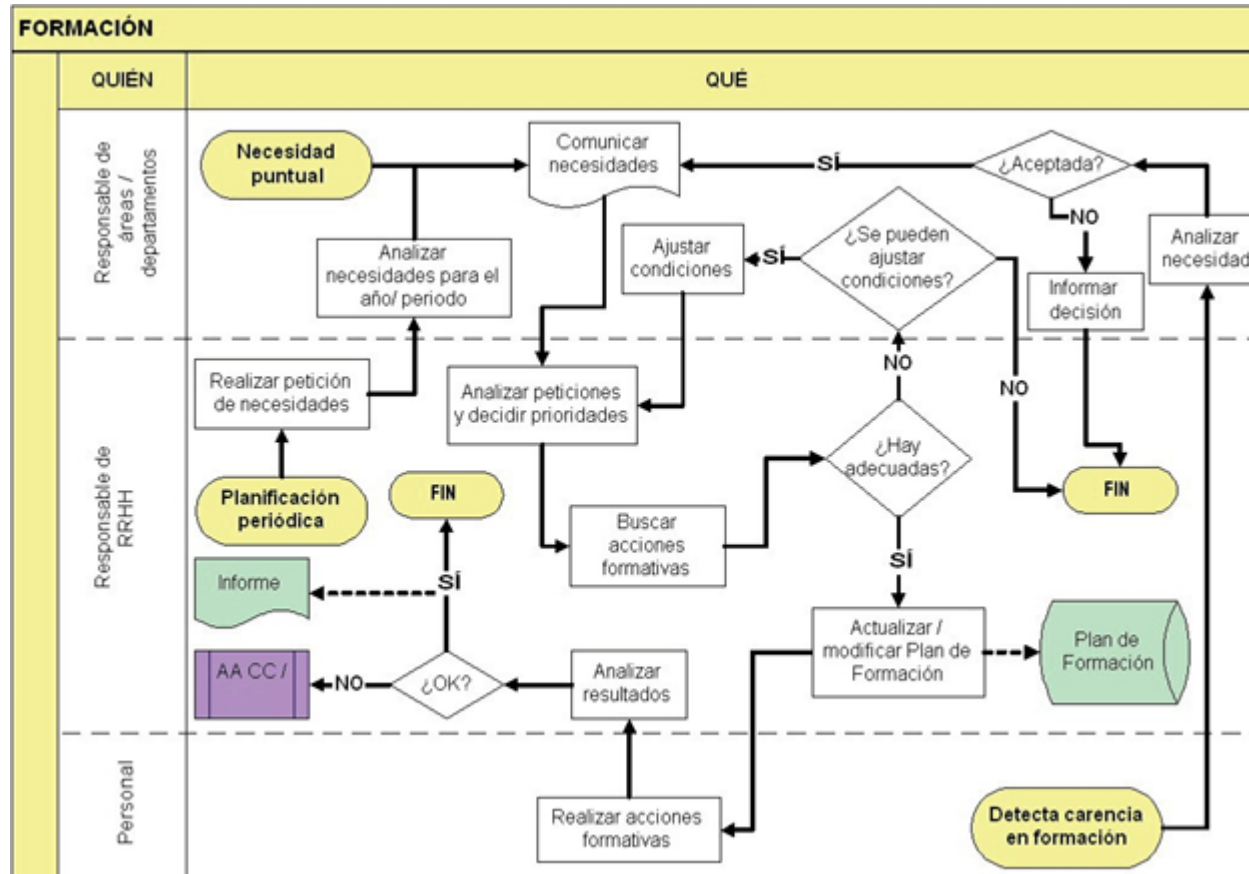 FORMACIÓN
QUIÉN
QUÉ
Responsable de
áreas /
departamentos
Necesidad
puntual
Comunicar
necesidades
SÍ
¿Aceptada?
NO
Analizar
necesidades para el
año/ periodo
Ajustar
condiciones
SÍ
¿Se pueden
ajustar
condiciones?
Informar
decisión
Analizar
necesidad
Responsable de
RRHH
Realizar petición
de necesidades
Analizar peticiones
y decidir prioridades
NO
NO
¿Hay
adecuadas?
Planificación
periódica
FIN
FIN
Buscar
acciones
formativas
SÍ
Informe
SÍ
Actualizar /
modificar Plan de
Formación
Plan de
Formación
AA CC /
NO
¿OK?
Analizar
resultados
Personal
Realizar acciones
formativas
Detecta carencia
en formación